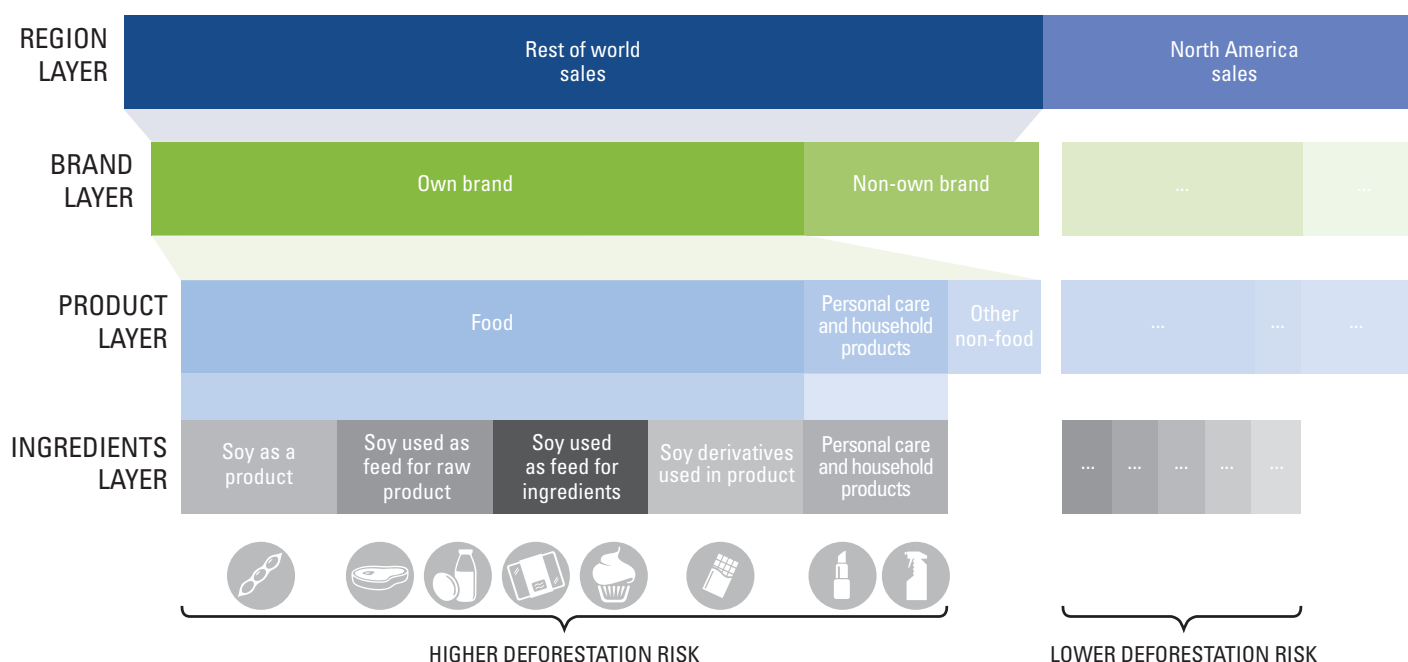 REGION
LAYER
Rest of world
sales
North America
sales
BRAND
LAYER
Own brand
Non-own brand
...
...
PRODUCT
LAYER
Food
Personal care
and household
products
Other
non-food
...
...
...
INGREDIENTS
LAYER
Soy as a
product
Soy used as
feed for raw
product
Soy used
as feed for
ingredients
Soy derivatives
used in product
Personal care
and household
products
...
...
...
...
...
HIGHER DEFORESTATION RISK
LOWER DEFORESTATION RISK